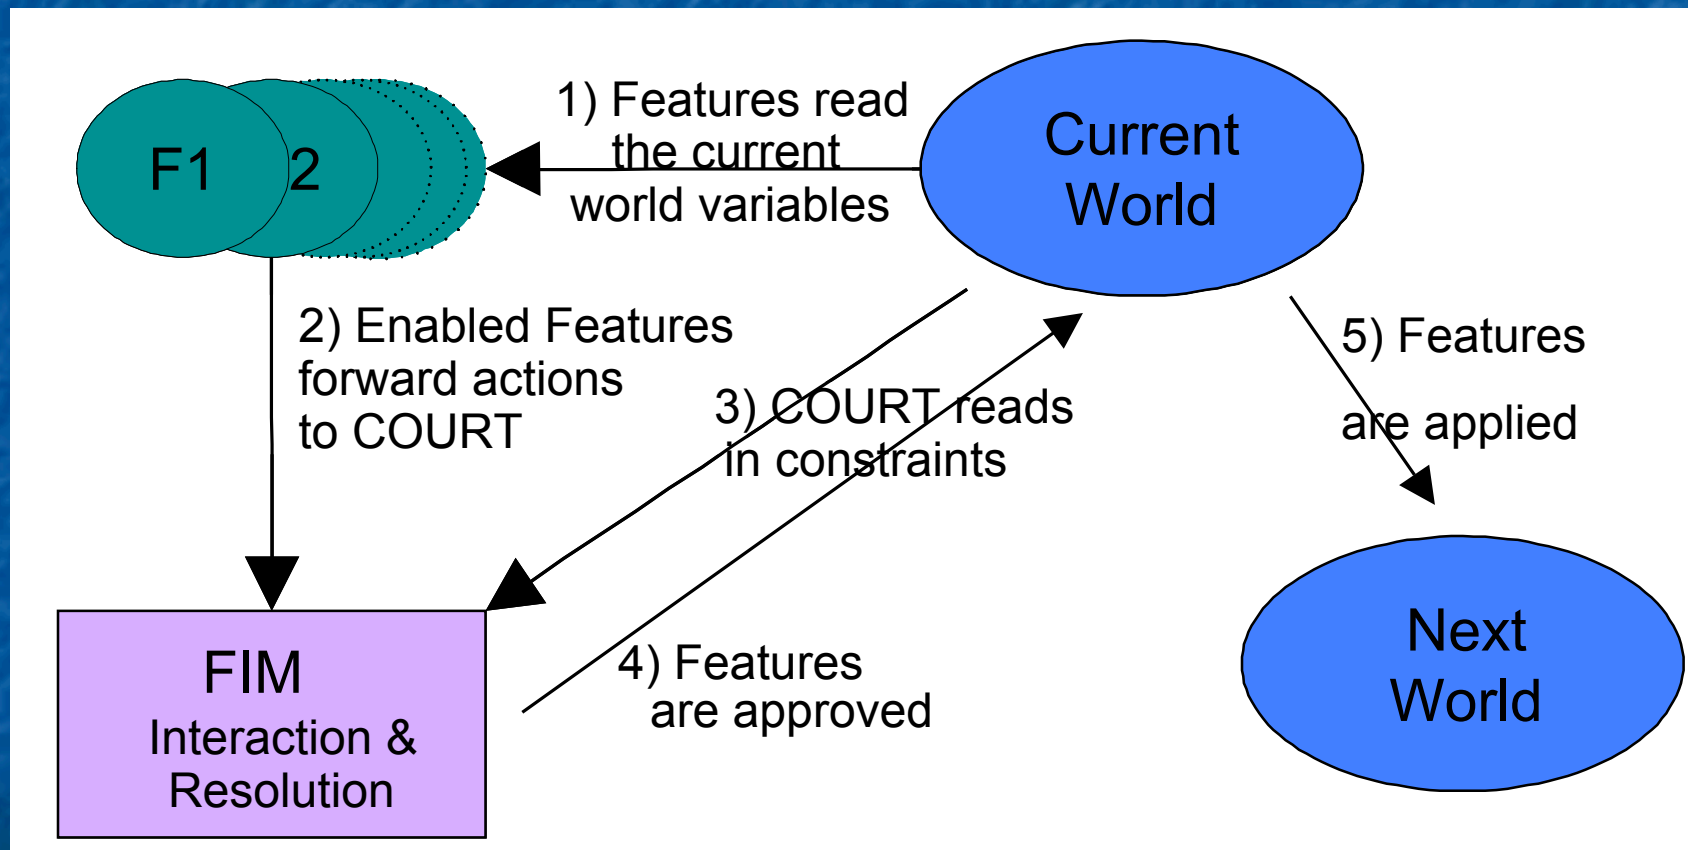 F1
2
1) Features read
the current
world variables
Current
World
2) Enabled Features
forward actions
to COURT
3) COURT reads
in constraints
5) Features
are applied
4) Features
are approved
FIM
Interaction &
Resolution
Next
World